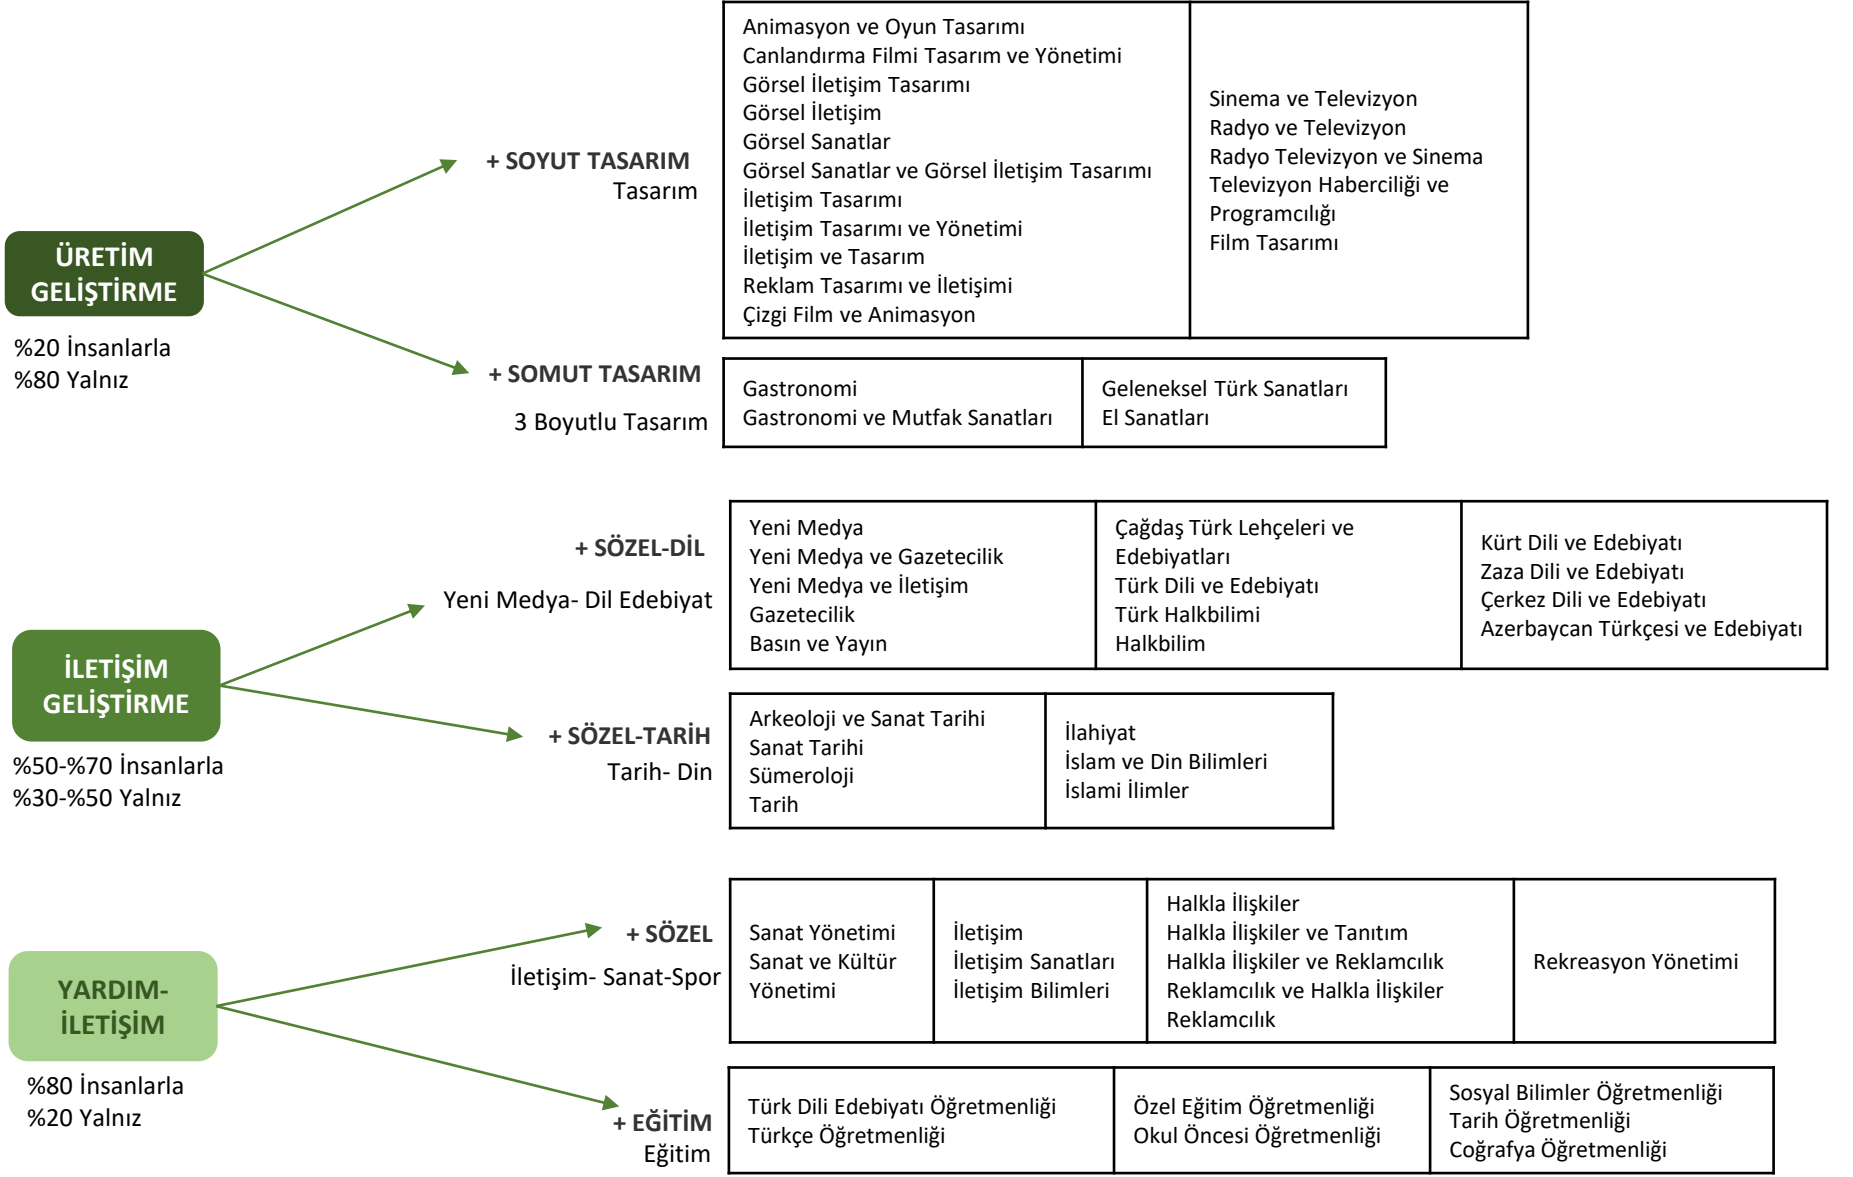 ÜRETİM
GELİŞTİRME
%20 İnsanlarla
%80 Yalnız
+ SOYUT TASARIM
Tasarım
Animasyon ve Oyun Tasarımı
Canlandırma Filmi Tasarım ve Yönetimi
Görsel İletişim Tasarımı
Görsel İletişim
Görsel Sanatlar
Görsel Sanatlar ve Görsel İletişim Tasarımı
İletişim Tasarımı
İletişim Tasarımı ve Yönetimi
İletişim ve Tasarım
Reklam Tasarımı ve İletişimi
Çizgi Film ve Animasyon
Sinema ve Televizyon
Radyo ve Televizyon
Radyo Televizyon ve Sinema
Televizyon Haberciliği ve
Programcılığı
Film Tasarımı
+ SOMUT TASARIM
3 Boyutlu Tasarım
Gastronomi
Gastronomi ve Mutfak Sanatları
Geleneksel Türk Sanatları
El Sanatları
İLETİŞİM
GELİŞTİRME
%50-%70 İnsanlarla
%30-%50 Yalnız
+ SÖZEL-DİL
Yeni Medya- Dil Edebiyat
Yeni Medya
Yeni Medya ve Gazetecilik
Yeni Medya ve İletişim
Gazetecilik
Basın ve Yayın
Çağdaş Türk Lehçeleri ve
Edebiyatları
Türk Dili ve Edebiyatı
Türk Halkbilimi
Halkbilim
Kürt Dili ve Edebiyatı
Zaza Dili ve Edebiyatı
Çerkez Dili ve Edebiyatı
Azerbaycan Türkçesi ve Edebiyatı
+ SÖZEL-TARİH
Tarih- Din
Arkeoloji ve Sanat Tarihi
Sanat Tarihi
Sümeroloji
Tarih
İlahiyat
İslam ve Din Bilimleri
İslami İlimler
YARDIM-
İLETİŞİM
%80 İnsanlarla
%20 Yalnız
+ SÖZEL
İletişim- Sanat-Spor
Sanat Yönetimi
Sanat ve Kültür
Yönetimi
İletişim
İletişim Sanatları
İletişim Bilimleri
Halkla İlişkiler
Halkla İlişkiler ve Tanıtım
Halkla İlişkiler ve Reklamcılık
Reklamcılık ve Halkla İlişkiler
Reklamcılık
Rekreasyon Yönetimi
+ EĞİTİM
Eğitim
Türk Dili Edebiyatı Öğretmenliği
Türkçe Öğretmenliği
Özel Eğitim Öğretmenliği
Okul Öncesi Öğretmenliği
Sosyal Bilimler Öğretmenliği
Tarih Öğretmenliği
Coğrafya Öğretmenliği